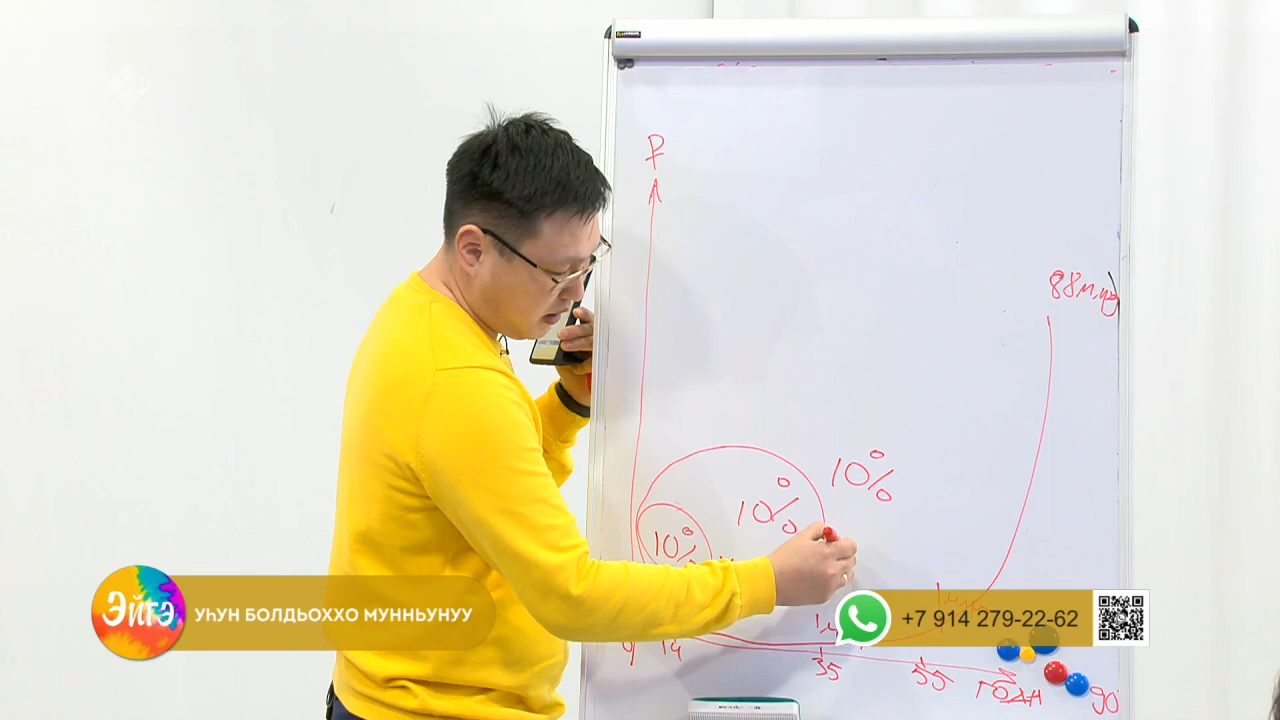 ₽
88 млн
10%
10%
10%
Эйгэ
УҺУН БОЛДЬОХХО МУННЬУНУУ
+7 914 279-22-62
35
55
года
90